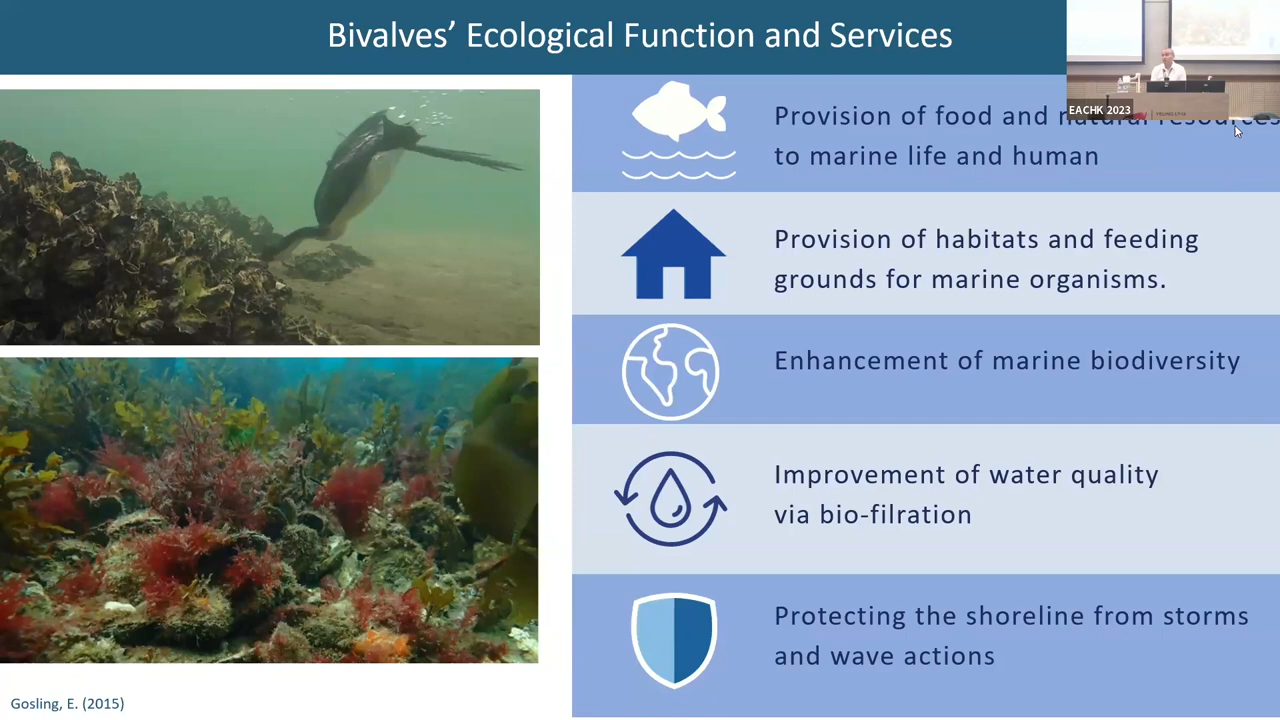 Bivalves’ Ecological Function and Services
EACHK 2023
Provision of food and natural resources
to marine life and human
Provision of habitats and feeding
grounds for marine organisms.
Enhancement of marine biodiversity
Improvement of water quality
via bio-filration
Protecting the shoreline from storms
and wave actions
Gosling, E. (2015)